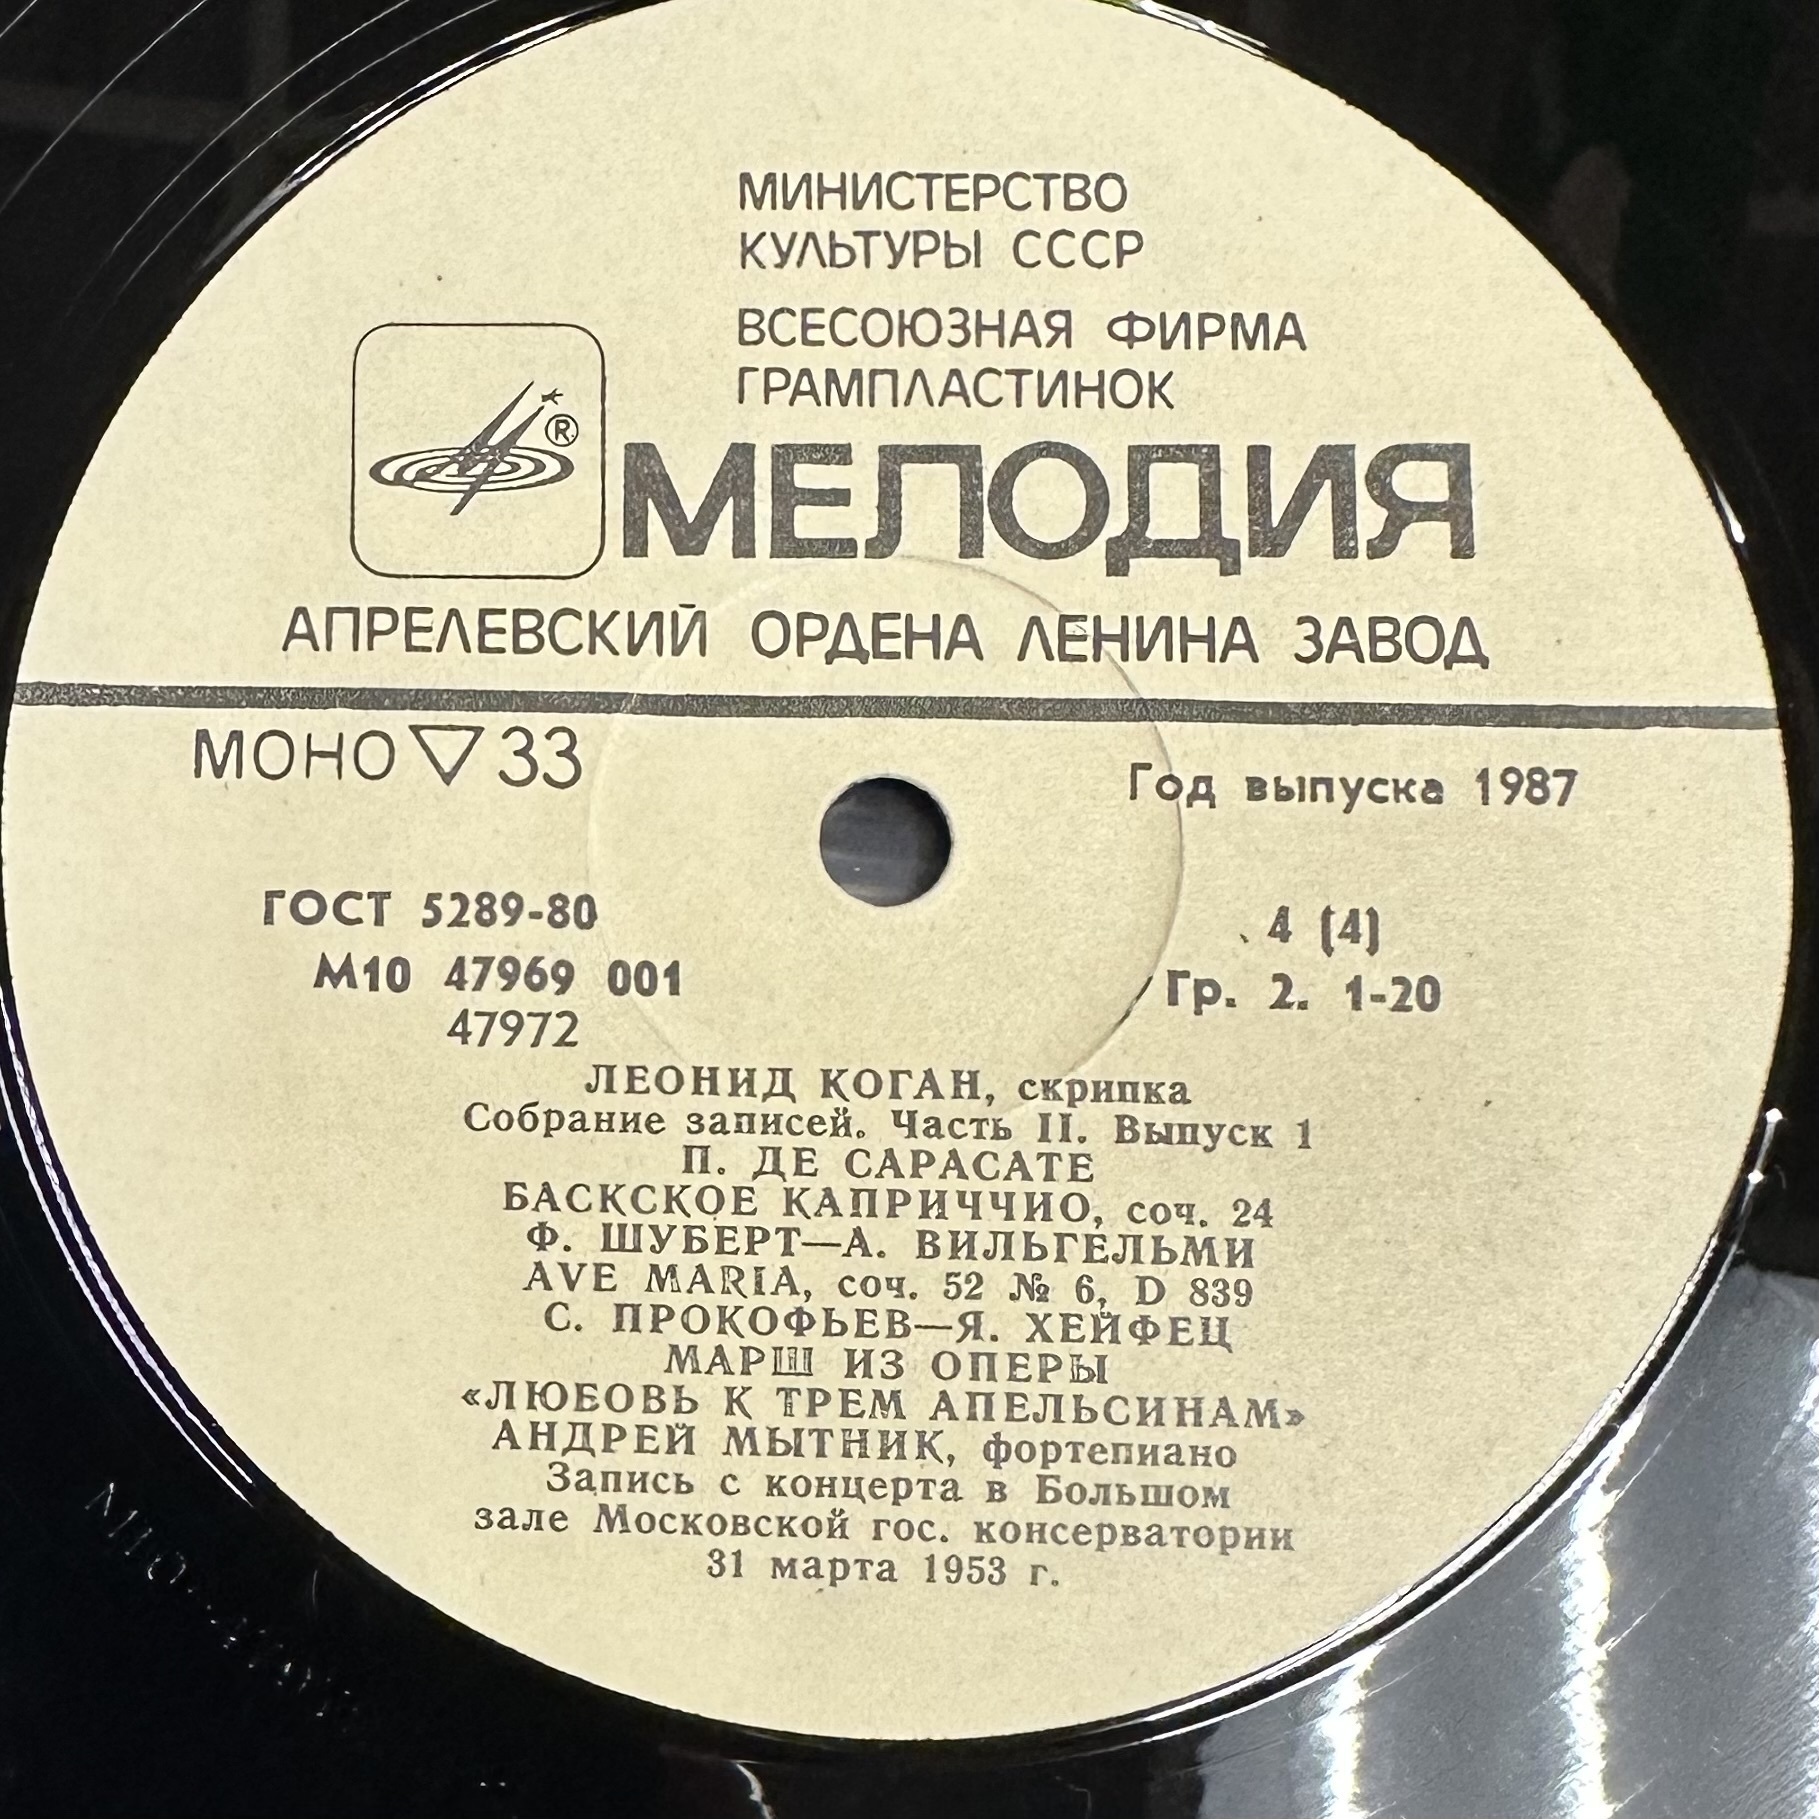 МИНИСТЕРСТВО
КУЛЬТУРЫ СССР
ВСЕСОЮЗНАЯ ФИРМА
ГРАМПЛАСТИНОК
®
МЕЛОДИЯ
АПРЕЛЕВСКИЙ ОРДЕНА ЛЕНИНА ЗАВОД
МОНО ▽ 33
Год выпуска 1987
ГОСТ 5289-80
4 (4)
М10 47969 001
Гр. 2. 1-20
47972
ЛЕОНИД КОГАН, скрипка
Собрание записей. Часть II. Выпуск 1
П. ДЕ САРАСАТЕ
БАСКСКОЕ КАПРИЧЧИО, соч. 24
Ф. ШУБЕРТ—А. ВИЛЬГЕЛЬМИ
AVE MARIA, соч. 52 № 6, D 839
С. ПРОКОФЬЕВ—Я. ХЕЙФЕЦ
МАРШ ИЗ ОПЕРЫ
«ЛЮБОВЬ К ТРЕМ АПЕЛЬСИНАМ»
АНДРЕЙ МЫТНИК, фортепиано
Запись с концерта в Большом
зале Московской гос. консерватории
31 марта 1953 г.